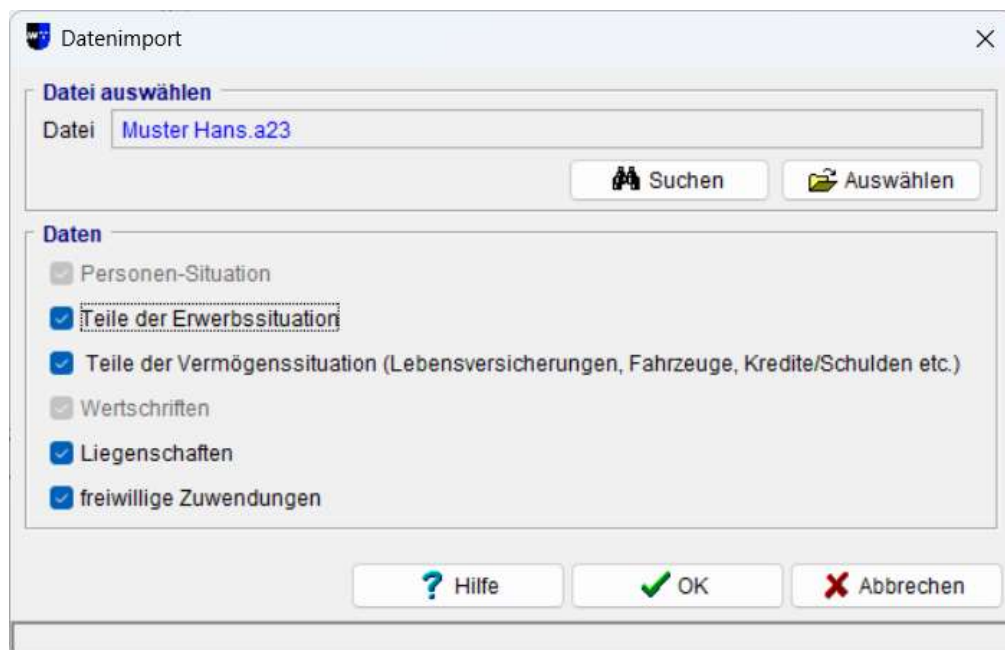 Datenimport
Datei auswählen
Datei Muster Hans.a23
Suchen Auswählen
Daten
Personen-Situation
Teile der Erwerbssituation
Teile der Vermögenssituation (Lebensversicherungen, Fahrzeuge, Kredite/Schulden etc.)
Wertschriften
Liegenschaften
freiwillige Zuwendungen
? Hilfe OK Abbrechen